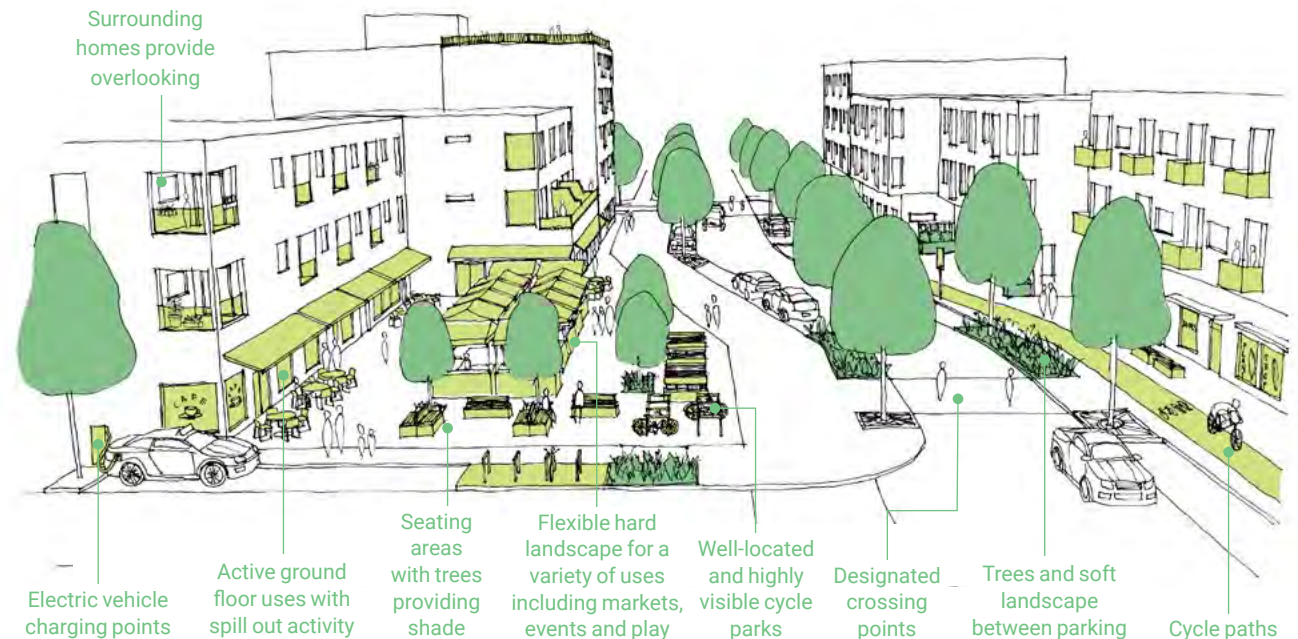 Surrounding
homes provide
overlooking
CAFE
Electric vehicle
charging points
Active ground
floor uses with
spill out activity
Seating
areas
with trees
providing
shade
Flexible hard
landscape for a
variety of uses
including markets,
events and play
Well-located
and highly
visible cycle
parks
Designated
crossing
points
Trees and soft
landscape
between parking
Cycle paths